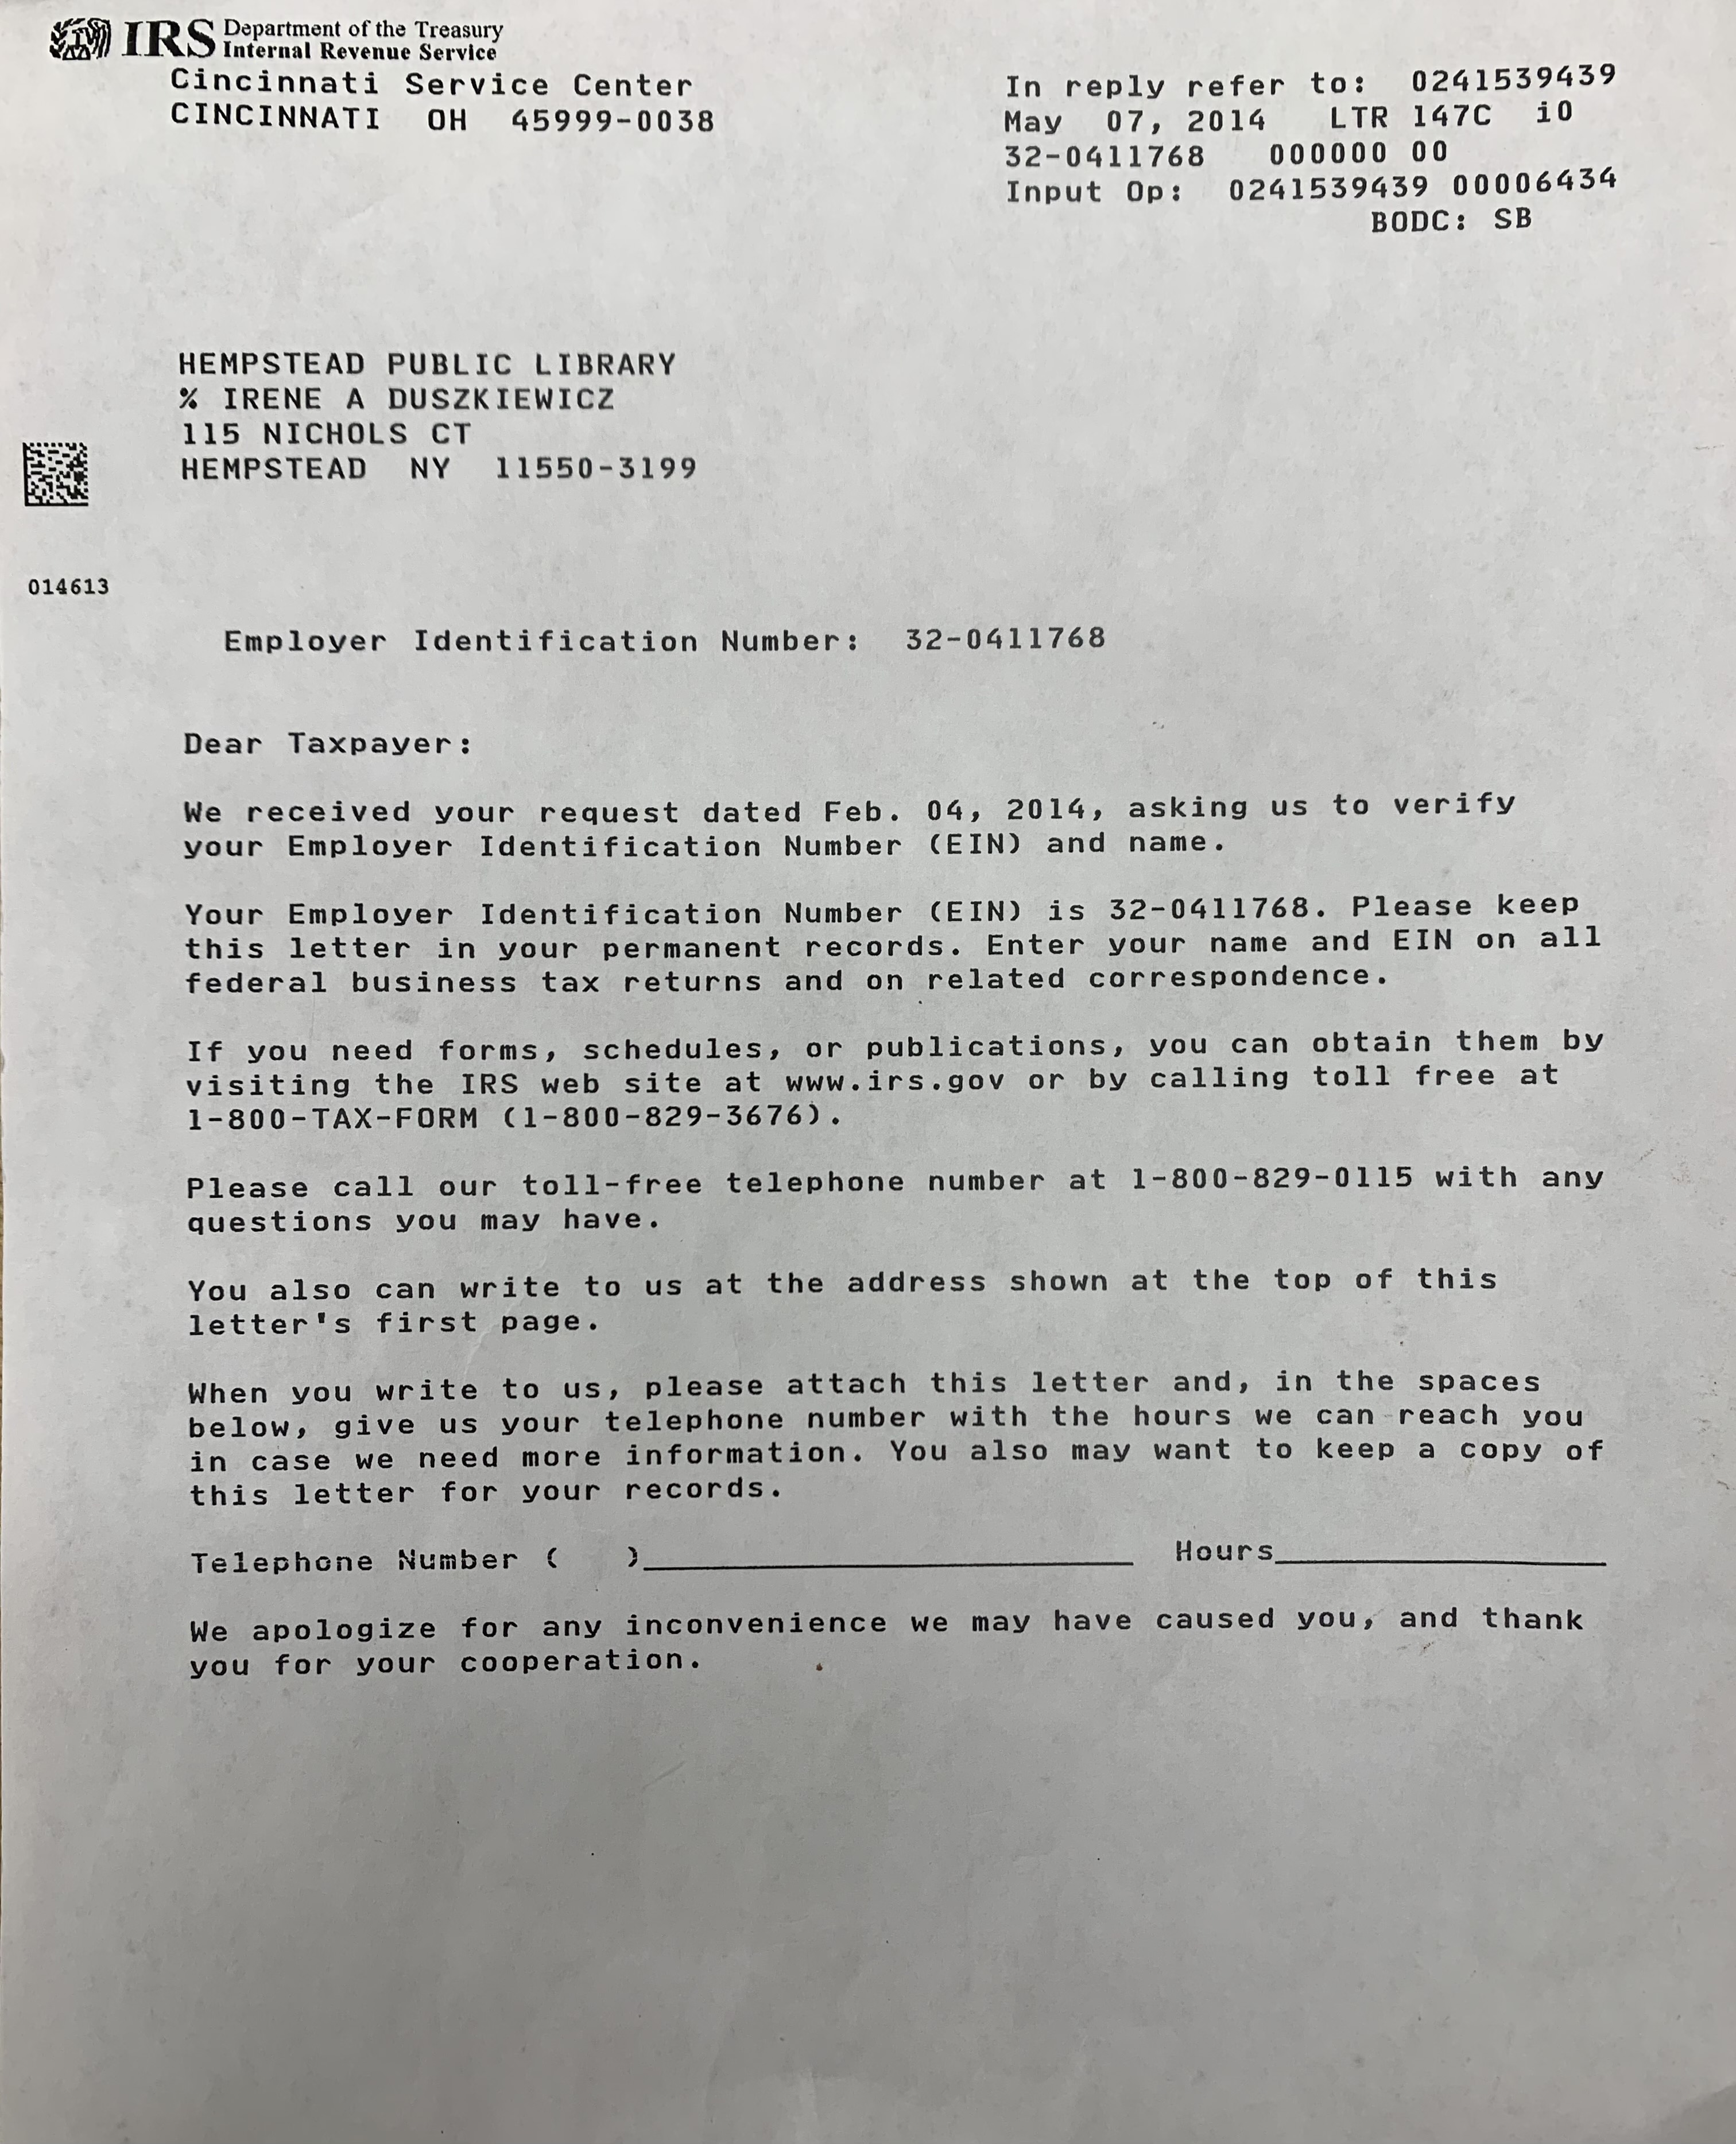 IRS Department of the Treasury
Internal Revenue Service
Cincinnati Service Center
CINCINNATI OH 45999-0038
In reply refer to: 0241539439
May 07, 2014 LTR 147C i0
32-0411768 000000 00
Input Op: 0241539439 00006434
BODC: SB
HEMPSTEAD PUBLIC LIBRARY
% IRENE A DUSZKIEWICZ
115 NICHOLS CT
HEMPSTEAD NY 11550-3199
014613
Employer Identification Number: 32-0411768
Dear Taxpayer:
We received your request dated Feb. 04, 2014, asking us to verify
your Employer Identification Number (EIN) and name.
Your Employer Identification Number (EIN) is 32-0411768. Please keep
this letter in your permanent records. Enter your name and EIN on all
federal business tax returns and on related correspondence.
If you need forms, schedules, or publications, you can obtain them by
visiting the IRS web site at www.irs.gov or by calling toll free at
1-800-TAX-FORM (1-800-829-3676).
Please call our toll-free telephone number at 1-800-829-0115 with any
questions you may have.
You also can write to us at the address shown at the top of this
letter's first page.
When you write to us, please attach this letter and, in the spaces
below, give us your telephone number with the hours we can reach you
in case we need more information. You also may want to keep a copy of
this letter for your records.
Telephone Number ( )____________________ Hours______________
We apologize for any inconvenience we may have caused you, and thank
you for your cooperation.